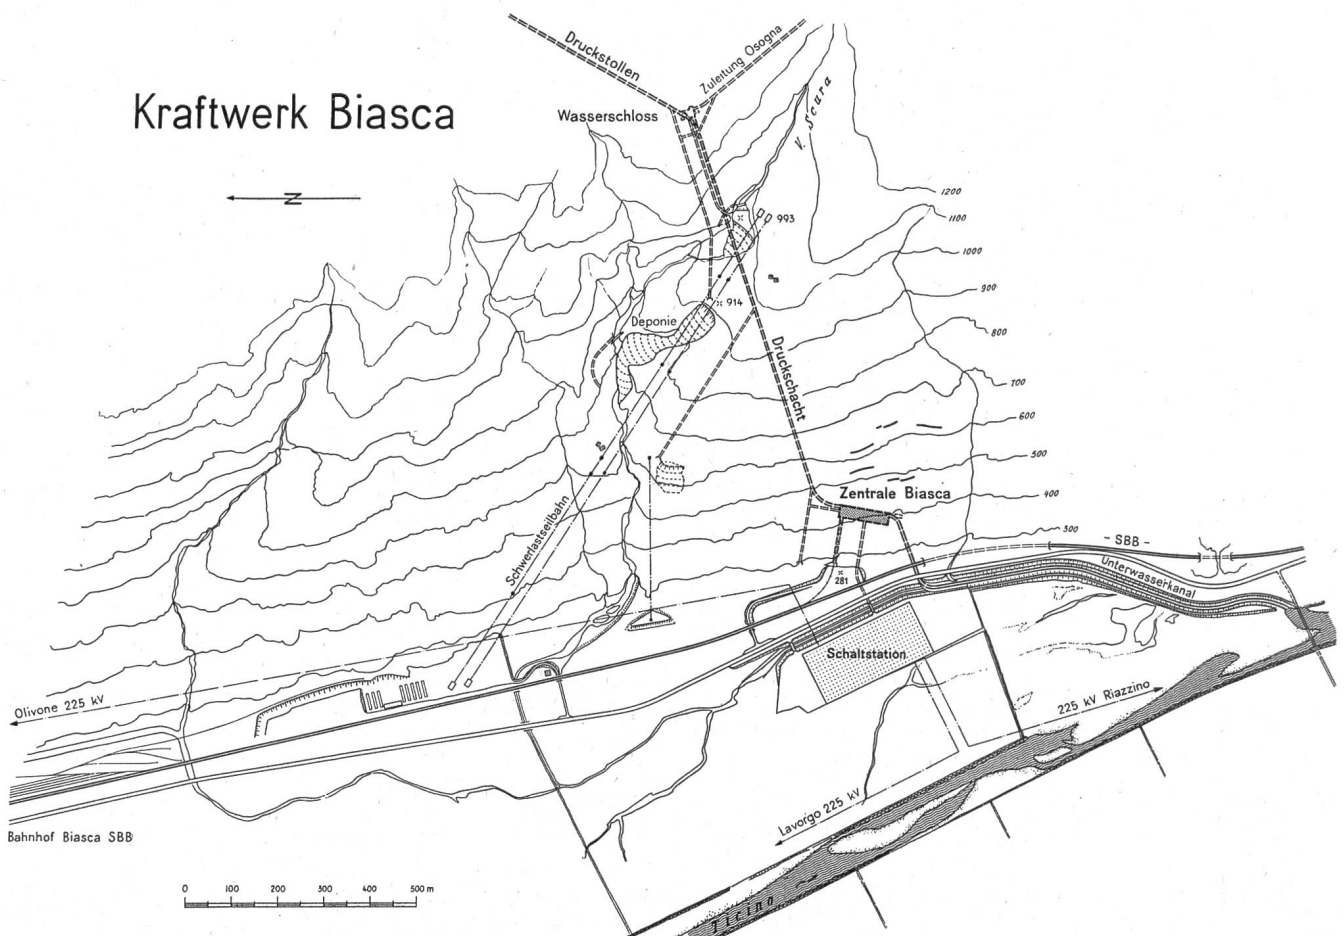 Druckstollen
Zuleitung Osogna
Kraftwerk Biasca
Wasserschloss
V. Scura
N
1200
1100
993
1000
900
914
Deponie
800
Druckschacht
700
600
500
Zentrale Biasca
400
Schwerlastseilbahn
300
- SBB -
281
Unterwasserkanal
Schaltstation
Olivone 225 kV
225 kV Riazzino
Lavorgo 225 kV
Bahnhof Biasca SBB
0 100 200 300 400 500 m
Ticino